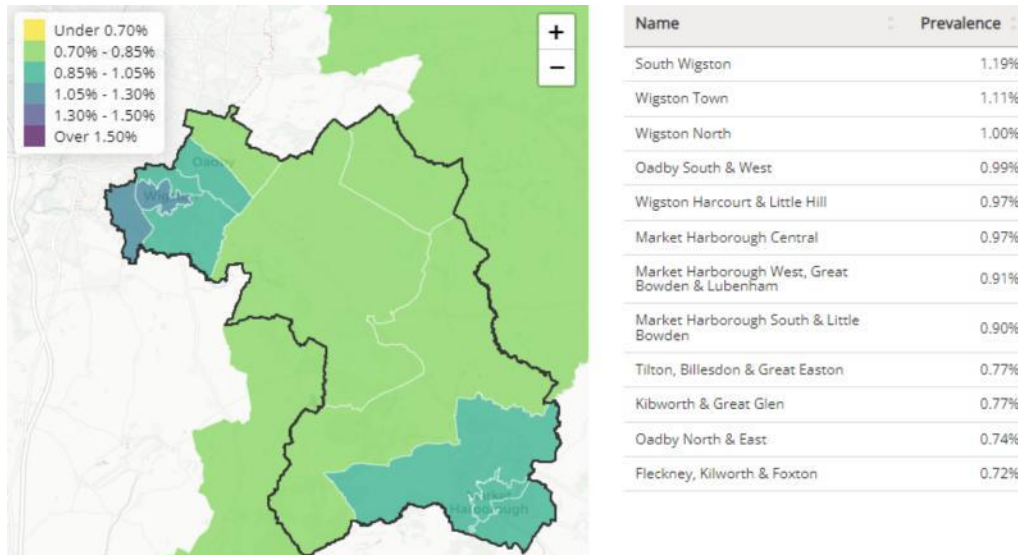 Under 0.70%
0.70% - 0.85%
0.85% - 1.05%
1.05% - 1.30%
1.30% - 1.50%
Over 1.50%
+
−
Oadby
Market
Harborough
Name Prevalence
South Wigston 1.19%
Wigston Town 1.11%
Wigston North 1.00%
Oadby South & West 0.99%
Wigston Harcourt & Little Hill 0.97%
Market Harborough Central 0.97%
Market Harborough West, Great
Bowden & Lubenham 0.91%
Market Harborough South & Little
Bowden 0.90%
Tilton, Billesdon & Great Easton 0.77%
Kibworth & Great Glen 0.77%
Oadby North & East 0.74%
Fleckney, Kilworth & Foxton 0.72%